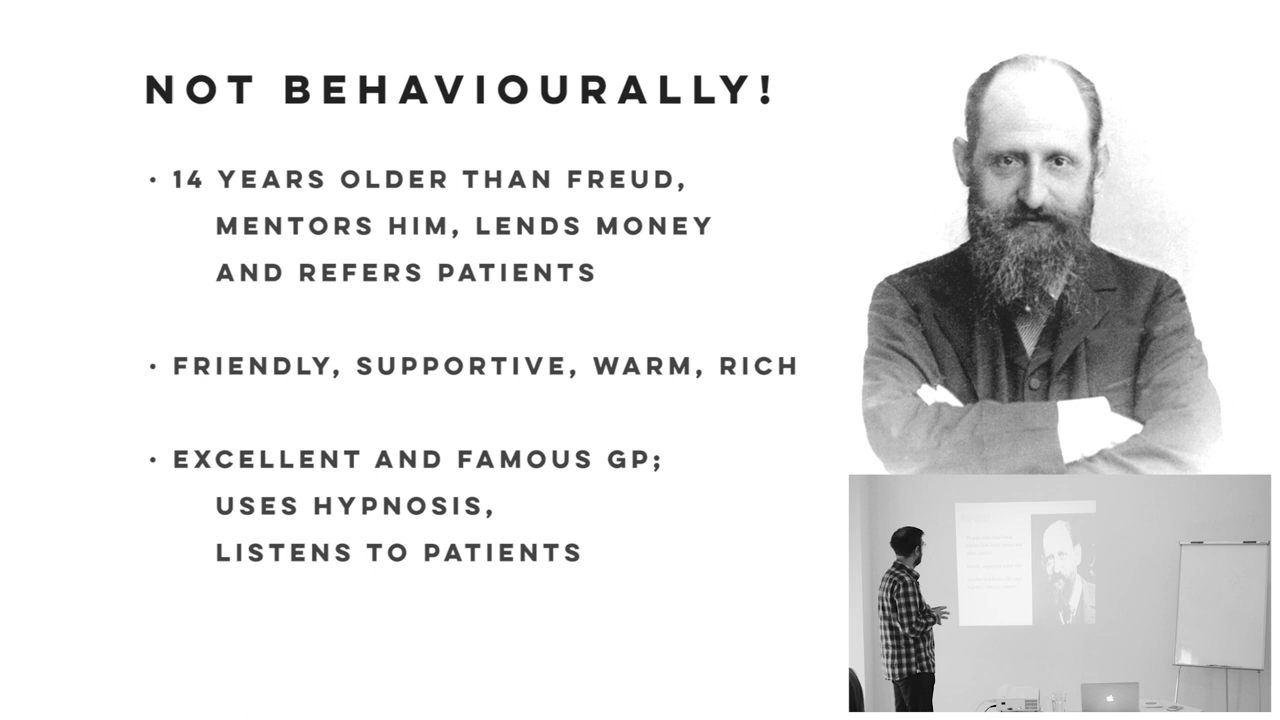 NOT BEHAVIOURALLY!
• 14 YEARS OLDER THAN FREUD,
MENTORS HIM, LENDS MONEY
AND REFERS PATIENTS
• FRIENDLY, SUPPORTIVE, WARM, RICH
• EXCELLENT AND FAMOUS GP;
USES HYPNOSIS,
LISTENS TO PATIENTS